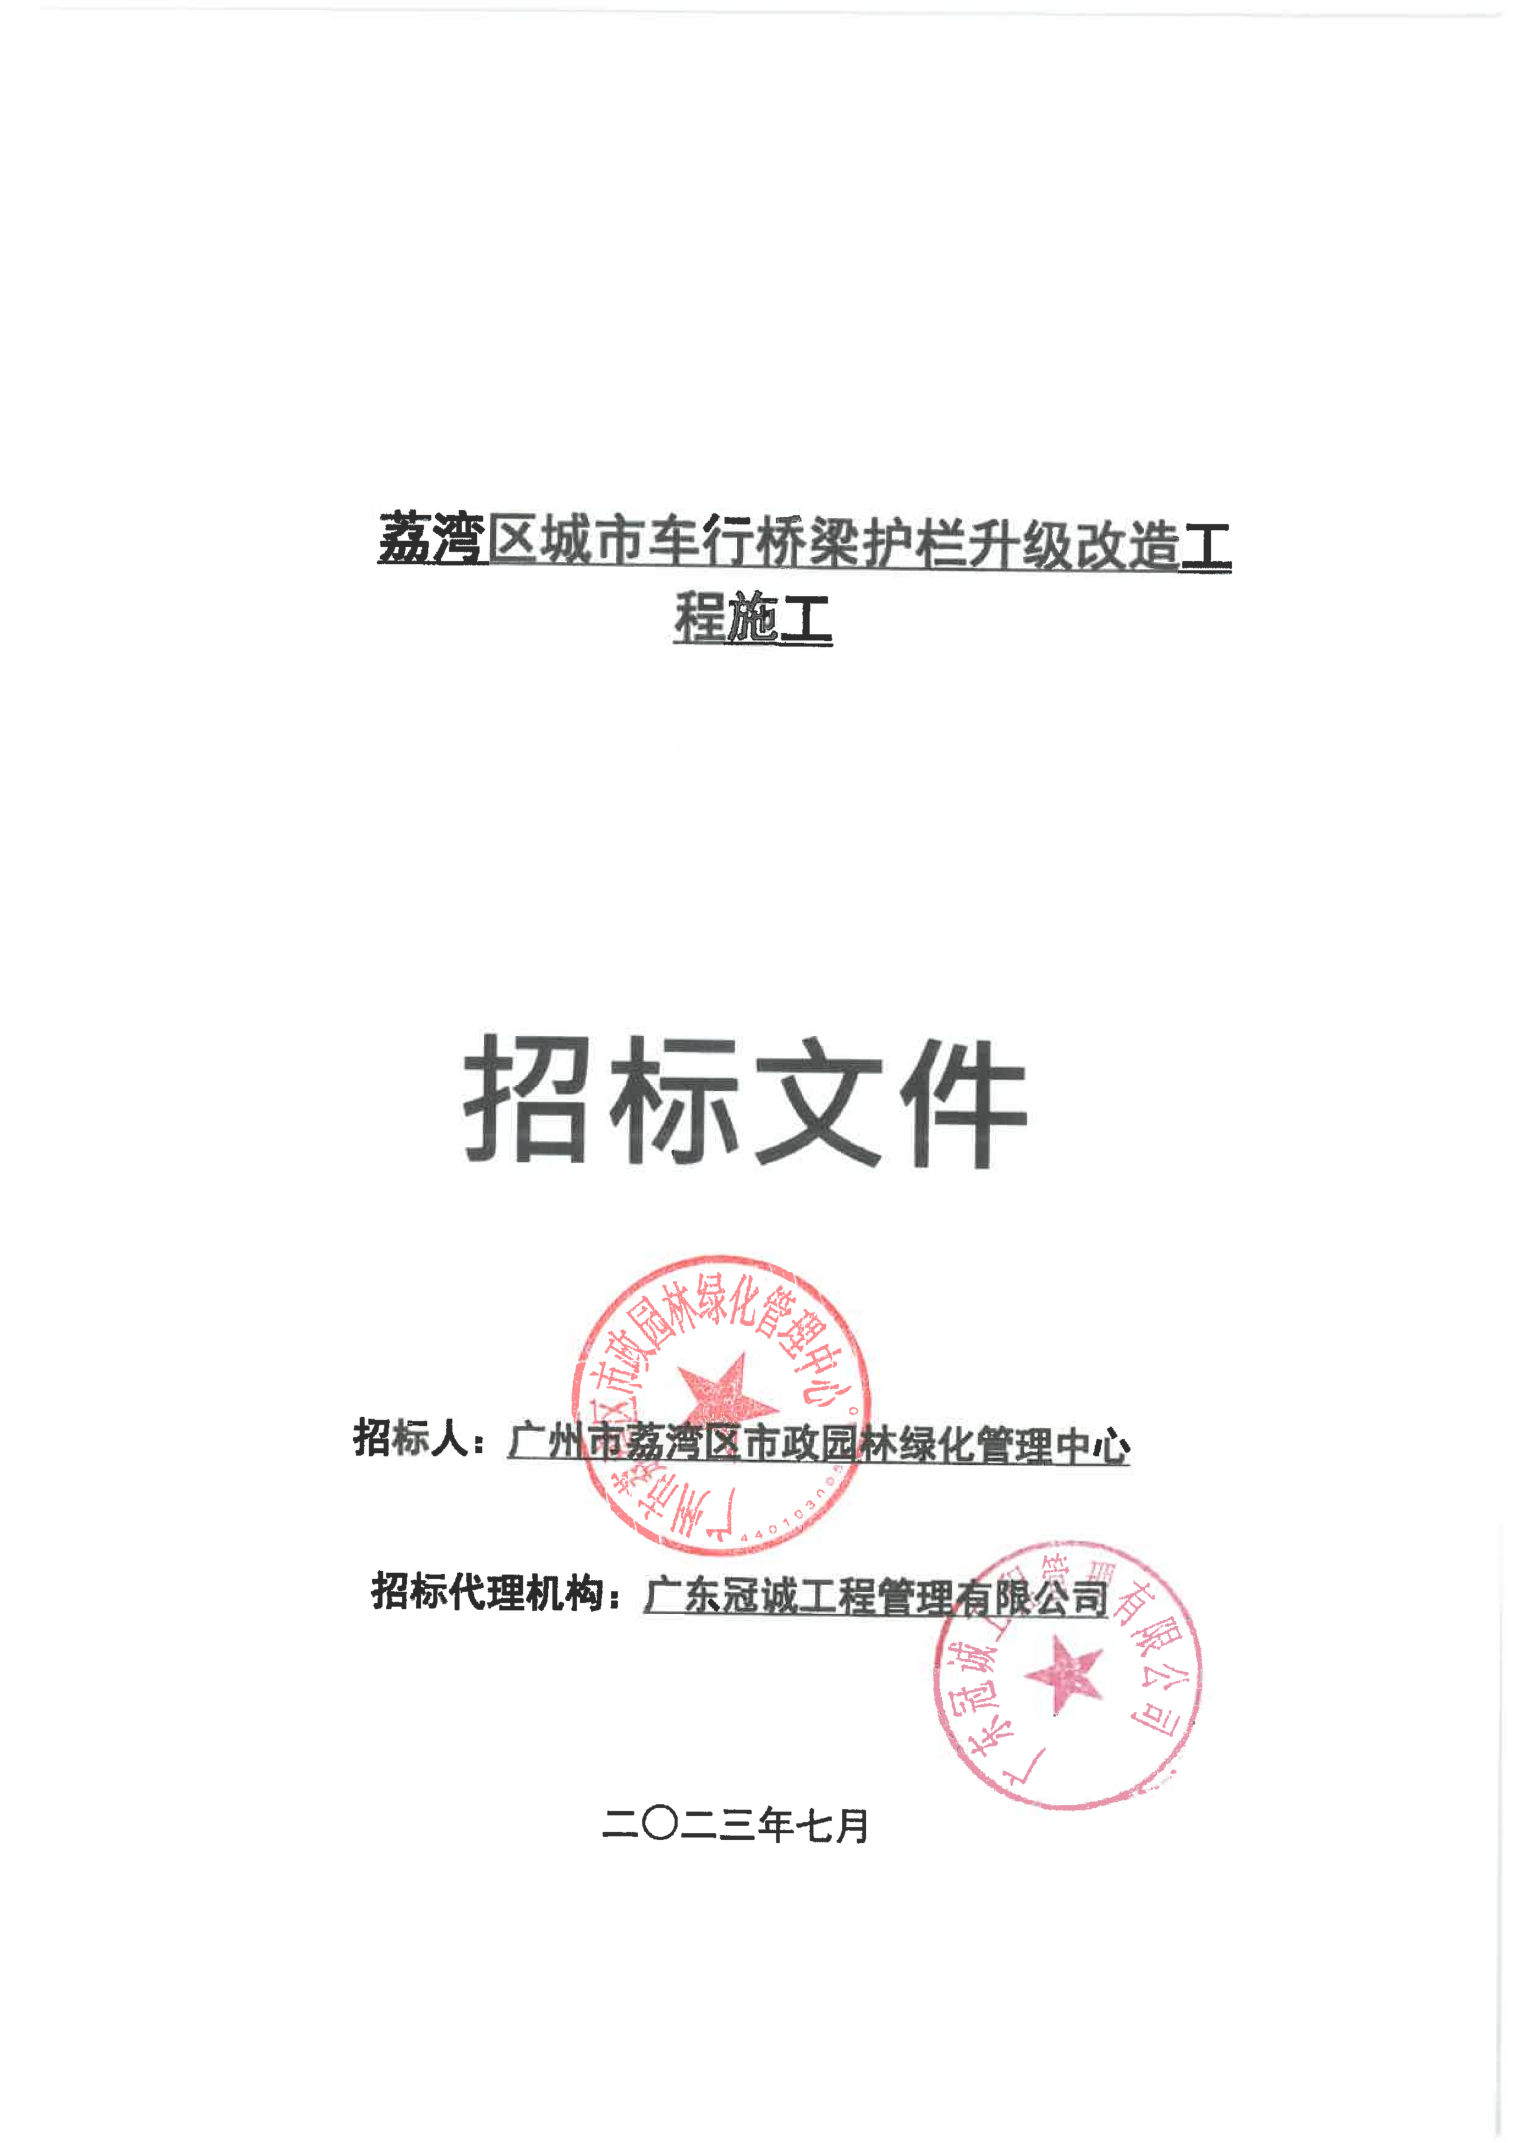 荔湾区城市车行桥梁护栏升级改造工
程施工
招标文件
招标人：广州市荔湾区市政园林绿化管理中心
广州市荔湾区市政园林绿化管理中心
招标代理机构：广东冠诚工程管理有限公司
广东冠诚工程管理有限公司
二〇二三年七月